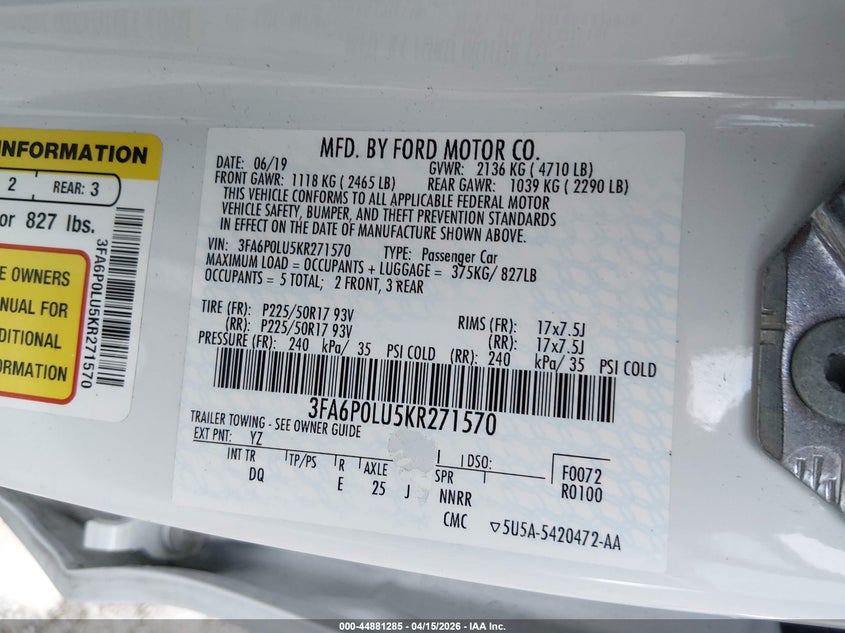 INFORMATION
2 REAR: 3
or 827 lbs.
E OWNERS
ANUAL FOR
DITIONAL
FORMATION
3FA6P0LU5KR271570
MFD. BY FORD MOTOR CO.
DATE: 06/19 GVWR: 2136 KG ( 4710 LB)
FRONT GAWR: 1118 KG ( 2465 LB) REAR GAWR: 1039 KG ( 2290 LB)
THIS VEHICLE CONFORMS TO ALL APPLICABLE FEDERAL MOTOR
VEHICLE SAFETY, BUMPER, AND THEFT PREVENTION STANDARDS
IN EFFECT ON THE DATE OF MANUFACTURE SHOWN ABOVE.
VIN: 3FA6P0LU5KR271570 TYPE: Passenger Car
MAXIMUM LOAD = OCCUPANTS + LUGGAGE = 375KG/ 827LB
OCCUPANTS = 5 TOTAL; 2 FRONT, 3 REAR
TIRE (FR): P225/50R17 93V RIMS (FR): 17x7.5J
(RR): P225/50R17 93V (RR): 17x7.5J
PRESSURE (FR): 240 kPa/ 35 PSI COLD (RR): 240 kPa/ 35 PSI COLD
3FA6P0LU5KR271570
TRAILER TOWING - SEE OWNER GUIDE
EXT PNT: YZ DSO: F0072
INT TR TP/PS R AXLE SPR R0100
DQ E 25 J NNRR
CMC ▽5U5A-5420472-AA
000-44881285 - 04/15/2026 - IAA Inc.